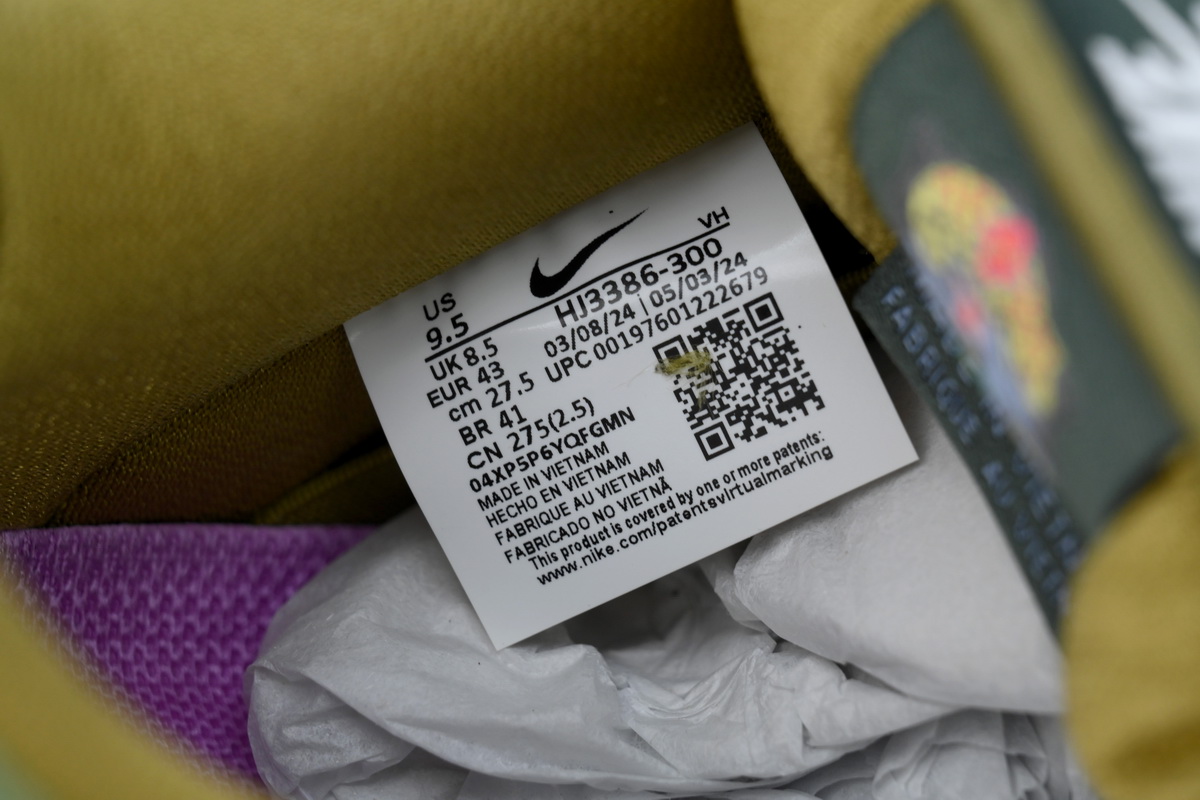 US
9.5
VH
UK 8.5
EUR 43
cm 27.5
BR 41
CN 275(2.5)
04XP5P6YQFGMN
HJ3386-300
03/08/24 | 05/03/24
UPC 00197601222679
MADE IN VIETNAM
HECHO EN VIETNAM
FABRIQUE AU VIETNAM
FABRICADO NO VIETNÃ
This product is covered by one or more patents:
www.nike.com/patentsvirtualmarking
FABRIQUE AU